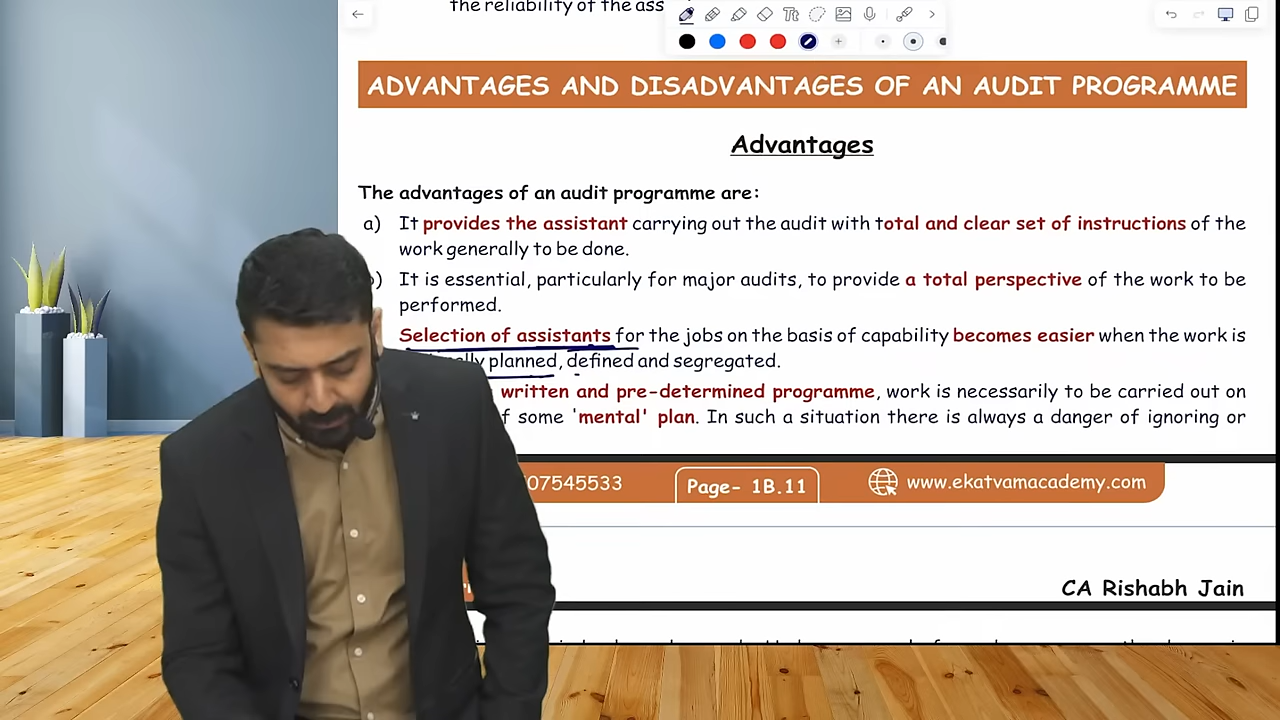 the reliability of the ass
ADVANTAGES AND DISADVANTAGES OF AN AUDIT PROGRAMME
Advantages
The advantages of an audit programme are:
a) It provides the assistant carrying out the audit with total and clear set of instructions of the
work generally to be done.
It is essential, particularly for major audits, to provide a total perspective of the work to be
performed.
Selection of assistants for the jobs on the basis of capability becomes easier when the work is
planned, defined and segregated.
written and pre-determined programme, work is necessarily to be carried out on
some 'mental' plan. In such a situation there is always a danger of ignoring or
07545533
Page- 1B.11
www.ekatvamacademy.com
CA Rishabh Jain